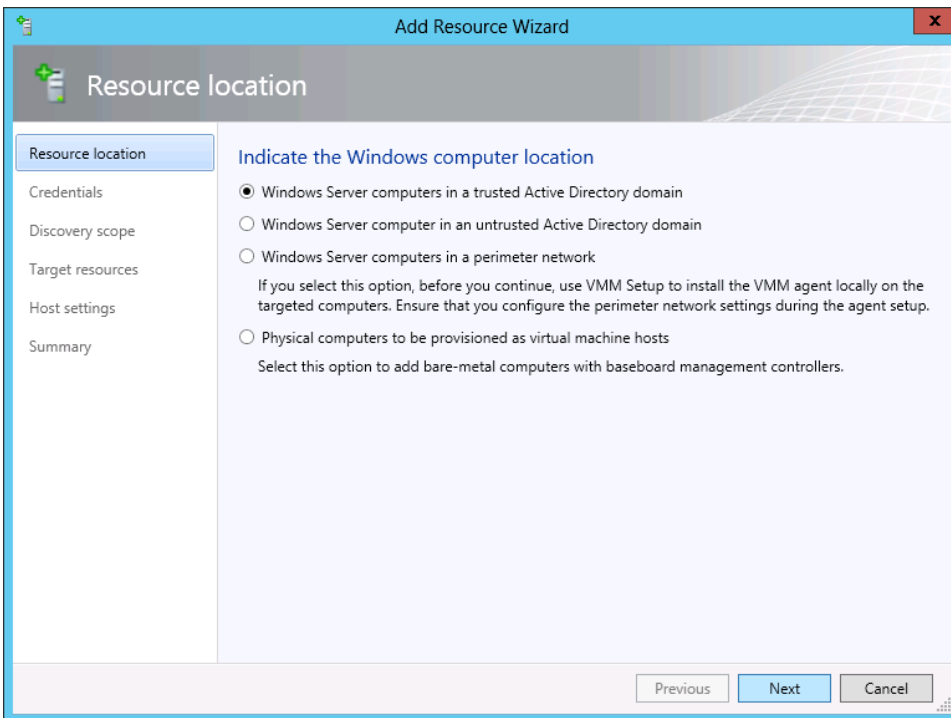 Add Resource Wizard
x
Resource location
Resource location
Credentials
Discovery scope
Target resources
Host settings
Summary
Indicate the Windows computer location
Windows Server computers in a trusted Active Directory domain
Windows Server computer in an untrusted Active Directory domain
Windows Server computers in a perimeter network
If you select this option, before you continue, use VMM Setup to install the VMM agent locally on the
targeted computers. Ensure that you configure the perimeter network settings during the agent setup.
Physical computers to be provisioned as virtual machine hosts
Select this option to add bare-metal computers with baseboard management controllers.
Previous
Next
Cancel